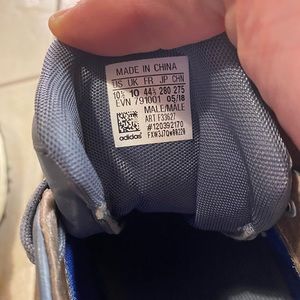 MADE IN CHINA
US UK FR JP CHN
10½ 10 44⅔ 280 275
EVN 791001 05/18
MALE/MALE
ART F33627
#120392170
adidas